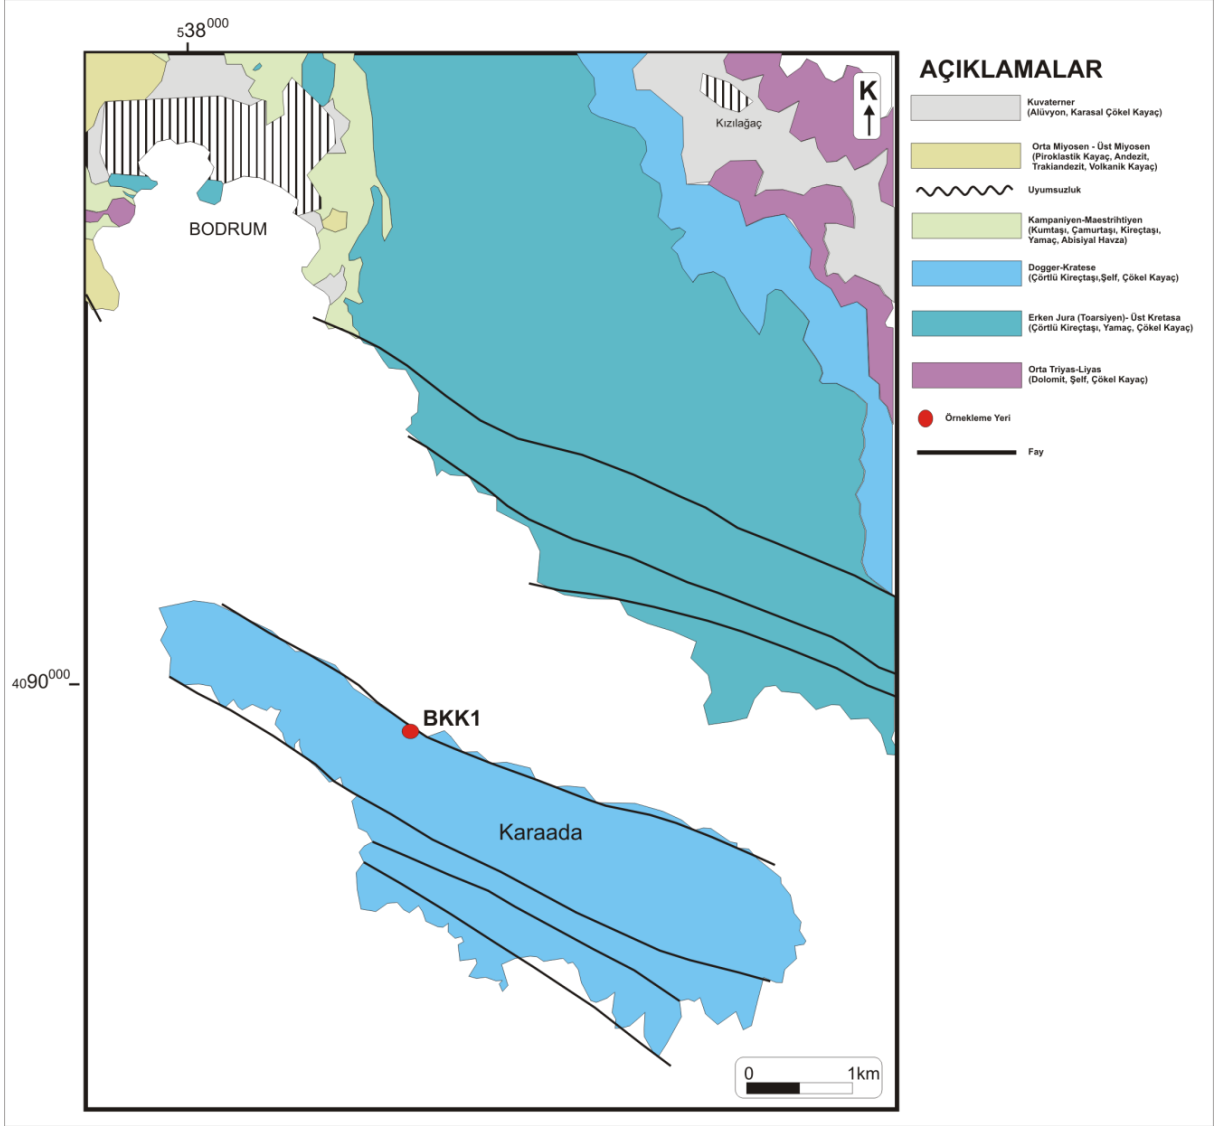 538000
AÇIKLAMALAR
K
Kızılağaç
BODRUM
Kuvaterner
(Alüvyon, Karasal Çökel Kayaç)
Orta Miyosen - Üst Miyosen
(Piroklastik Kayaç, Andezit,
Trakiandezit, Volkanik Kayaç)
Uyumsuzluk
Kampaniyen-Maestrihtiyen
(Kumtaşı, Çamurtaşı, Kireçtaşı,
Yamaç, Abisiyal Havza)
Dogger-Kratese
(Çörtlü Kireçtaşı,Şelf, Çökel Kayaç)
Erken Jura (Toarsiyen)- Üst Kretasa
(Çörtlü Kireçtaşı, Yamaç, Çökel Kayaç)
Orta Triyas-Liyas
(Dolomit, Şelf, Çökel Kayaç)
Örnekleme Yeri
Fay
4090000
BKK1
Karaada
0 1km